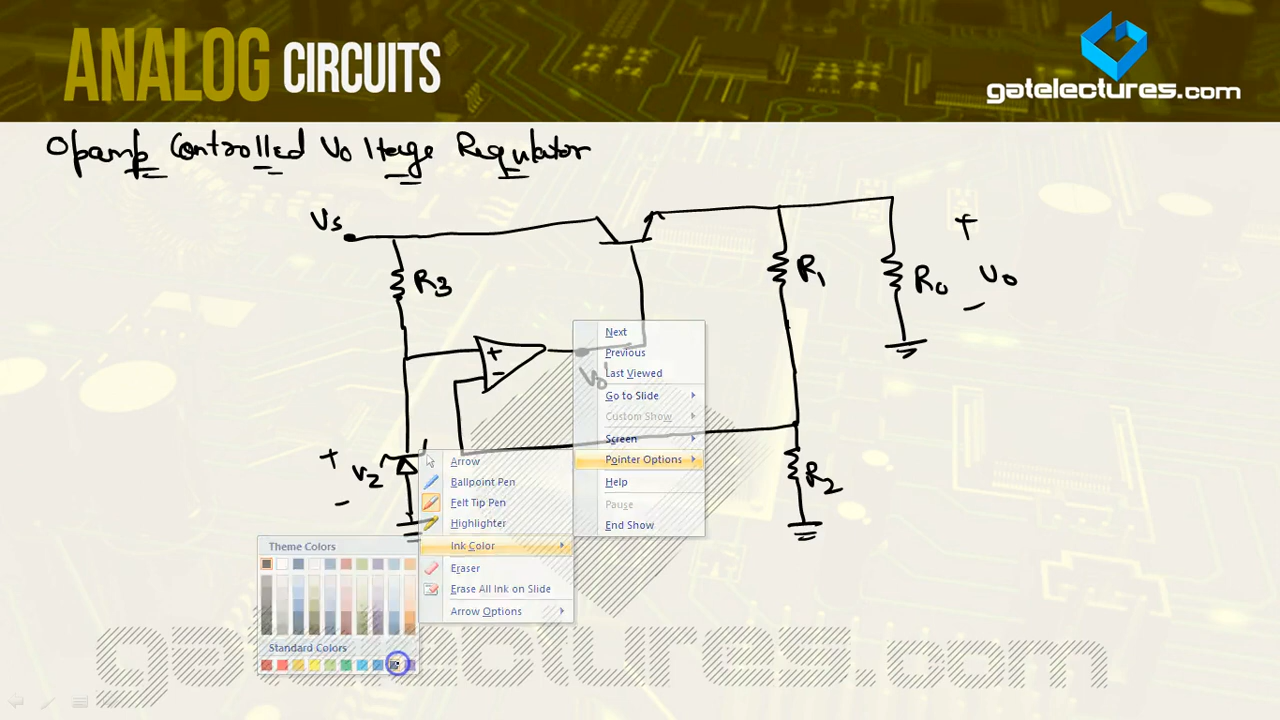 ANALOG CIRCUITS
gatelectures.com
Opamp Controlled Voltage Regulator
Vs
R3
R1
R0
+
V0
-
+
-
V0'
+
Vz
-
R2
Next
Previous
Last Viewed
Go to Slide
Custom Show
Screen
Pointer Options
Help
Pause
End Show
Arrow
Ballpoint Pen
Felt Tip Pen
Highlighter
Ink Color
Eraser
Erase All Ink on Slide
Arrow Options
Theme Colors
Standard Colors
gatelectures.com